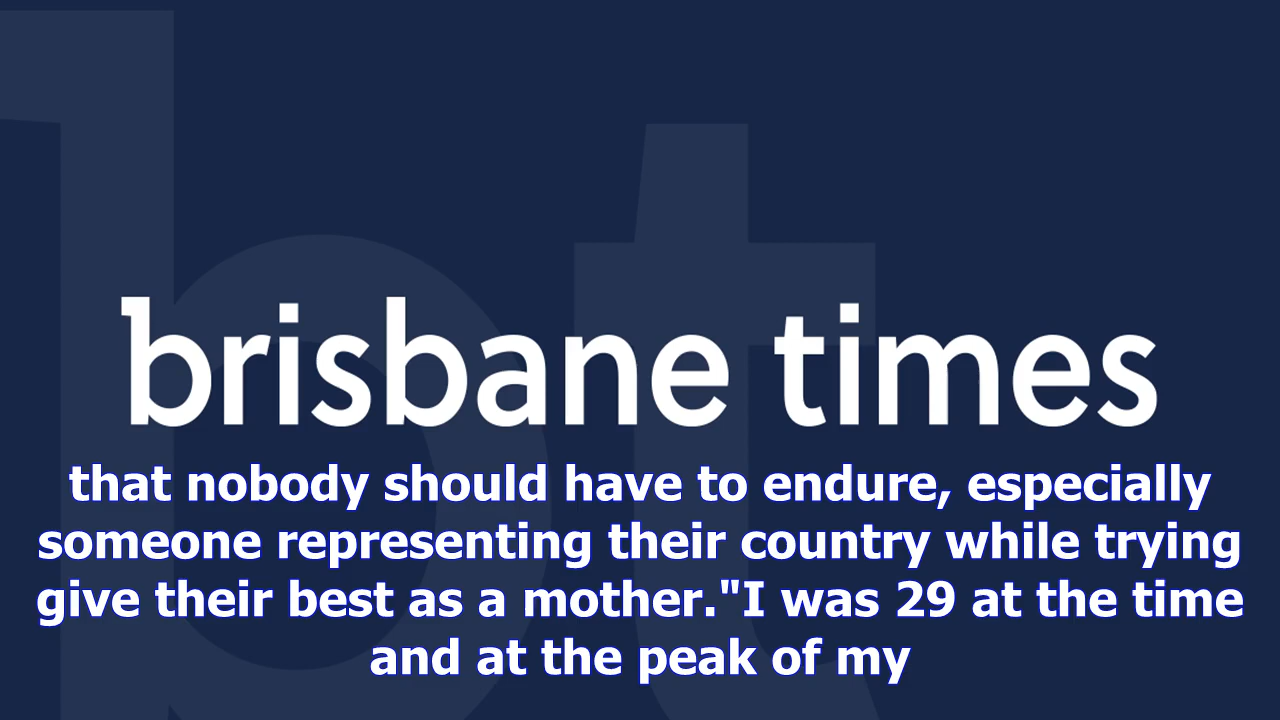 brisbane times
that nobody should have to endure, especially
someone representing their country while trying
give their best as a mother."I was 29 at the time
and at the peak of my